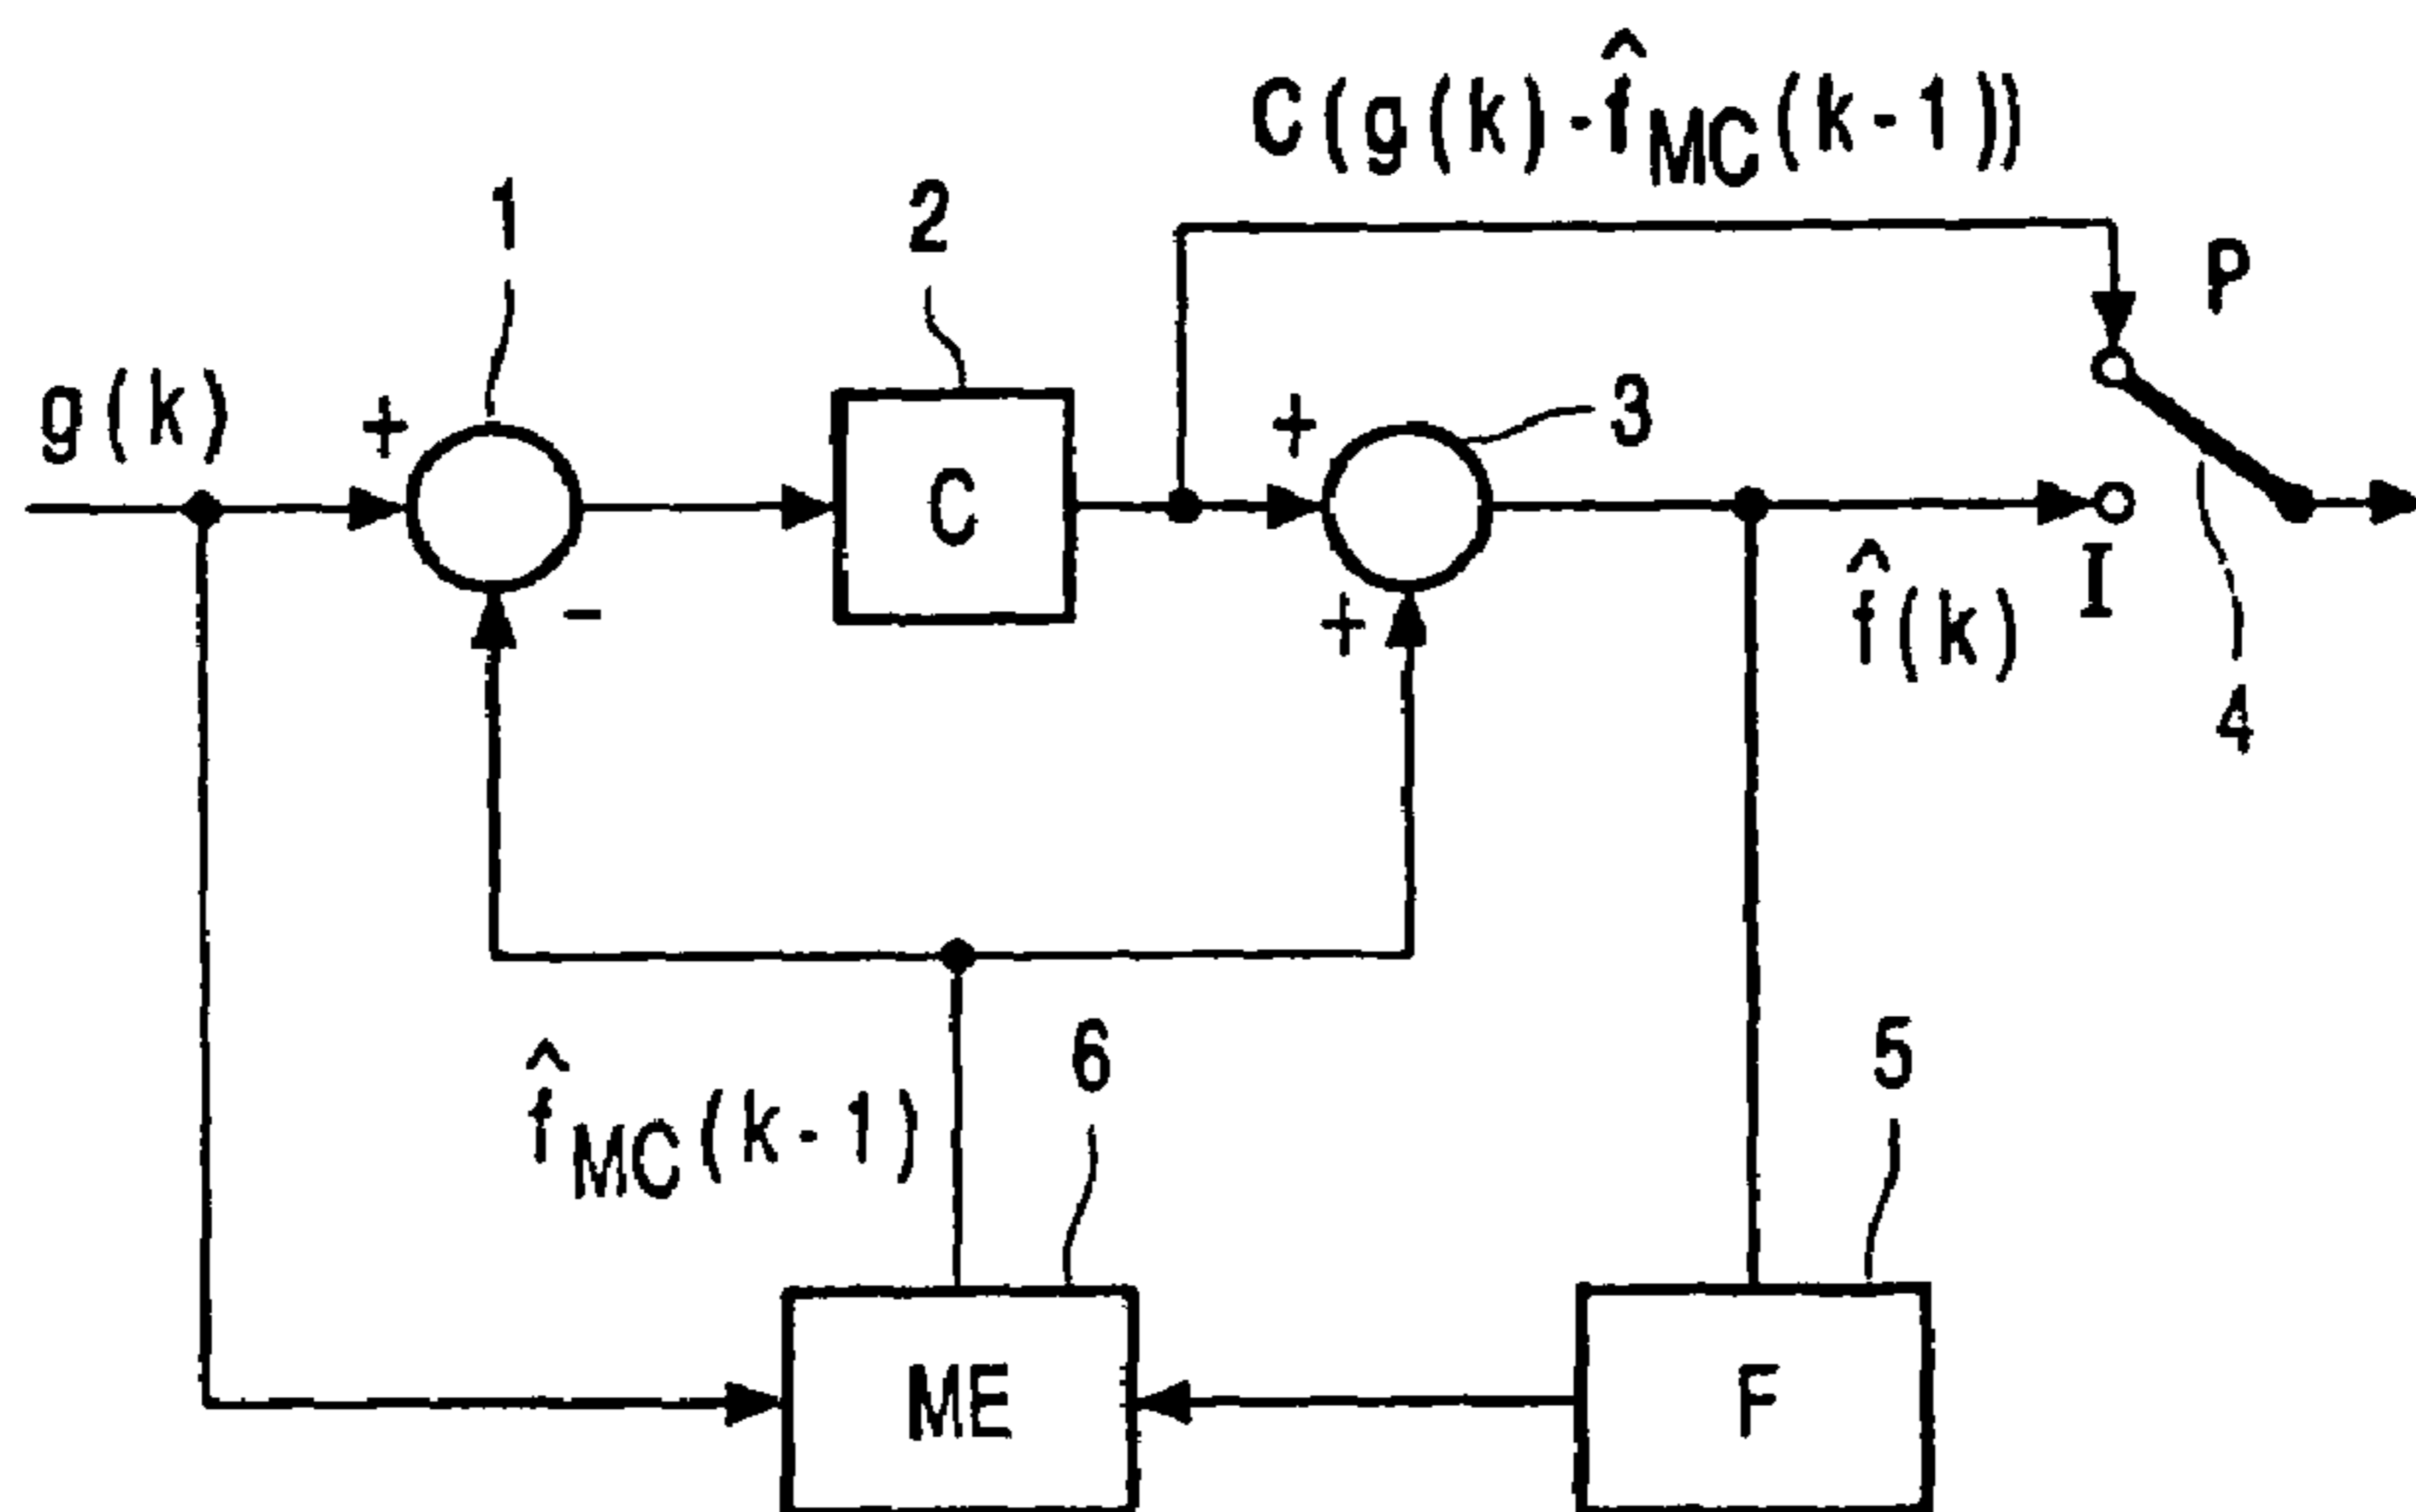 C(g(k)-f̂MC(k-1))
1
2
P
g(k)
+
+
3
C
-
+
I
f̂(k)
4
6
5
f̂MC(k-1)
ME
F